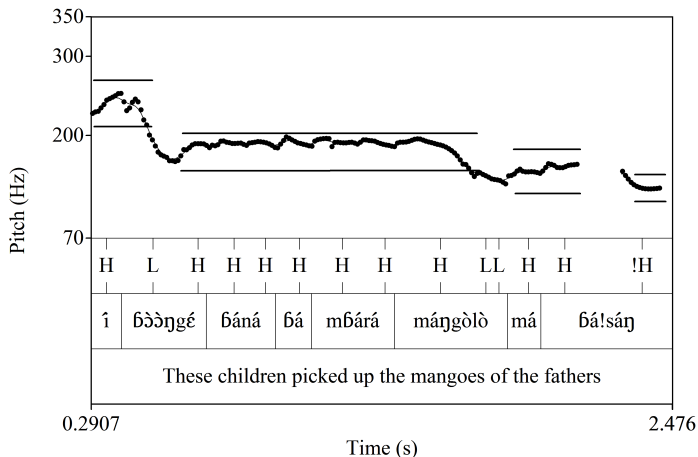 350
300
200
70
Pitch (Hz)
H L H H H H H H H L L H H !H
î ɓɔ̀ɔ̀ŋgɛ́ ɓáná ɓá mɓárá máŋgòlò má ɓá!sáŋ
These children picked up the mangoes of the fathers
0.2907 2.476
Time (s)